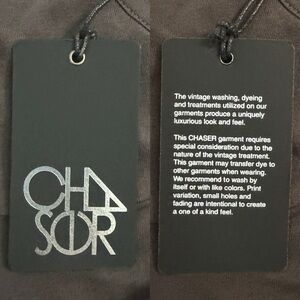 CHA
SER
The vintage washing, dyeing
and treatments utilized on our
garments produce a uniquely
luxurious look and feel.
This CHASER garment requires
special consideration due to the
nature of the vintage treatment.
This garment may transfer dye to
other garments when wearing.
We recommend to wash by
itself or with like colors. Print
variation, small holes and
fading are intentional to create
a one of a kind feel.